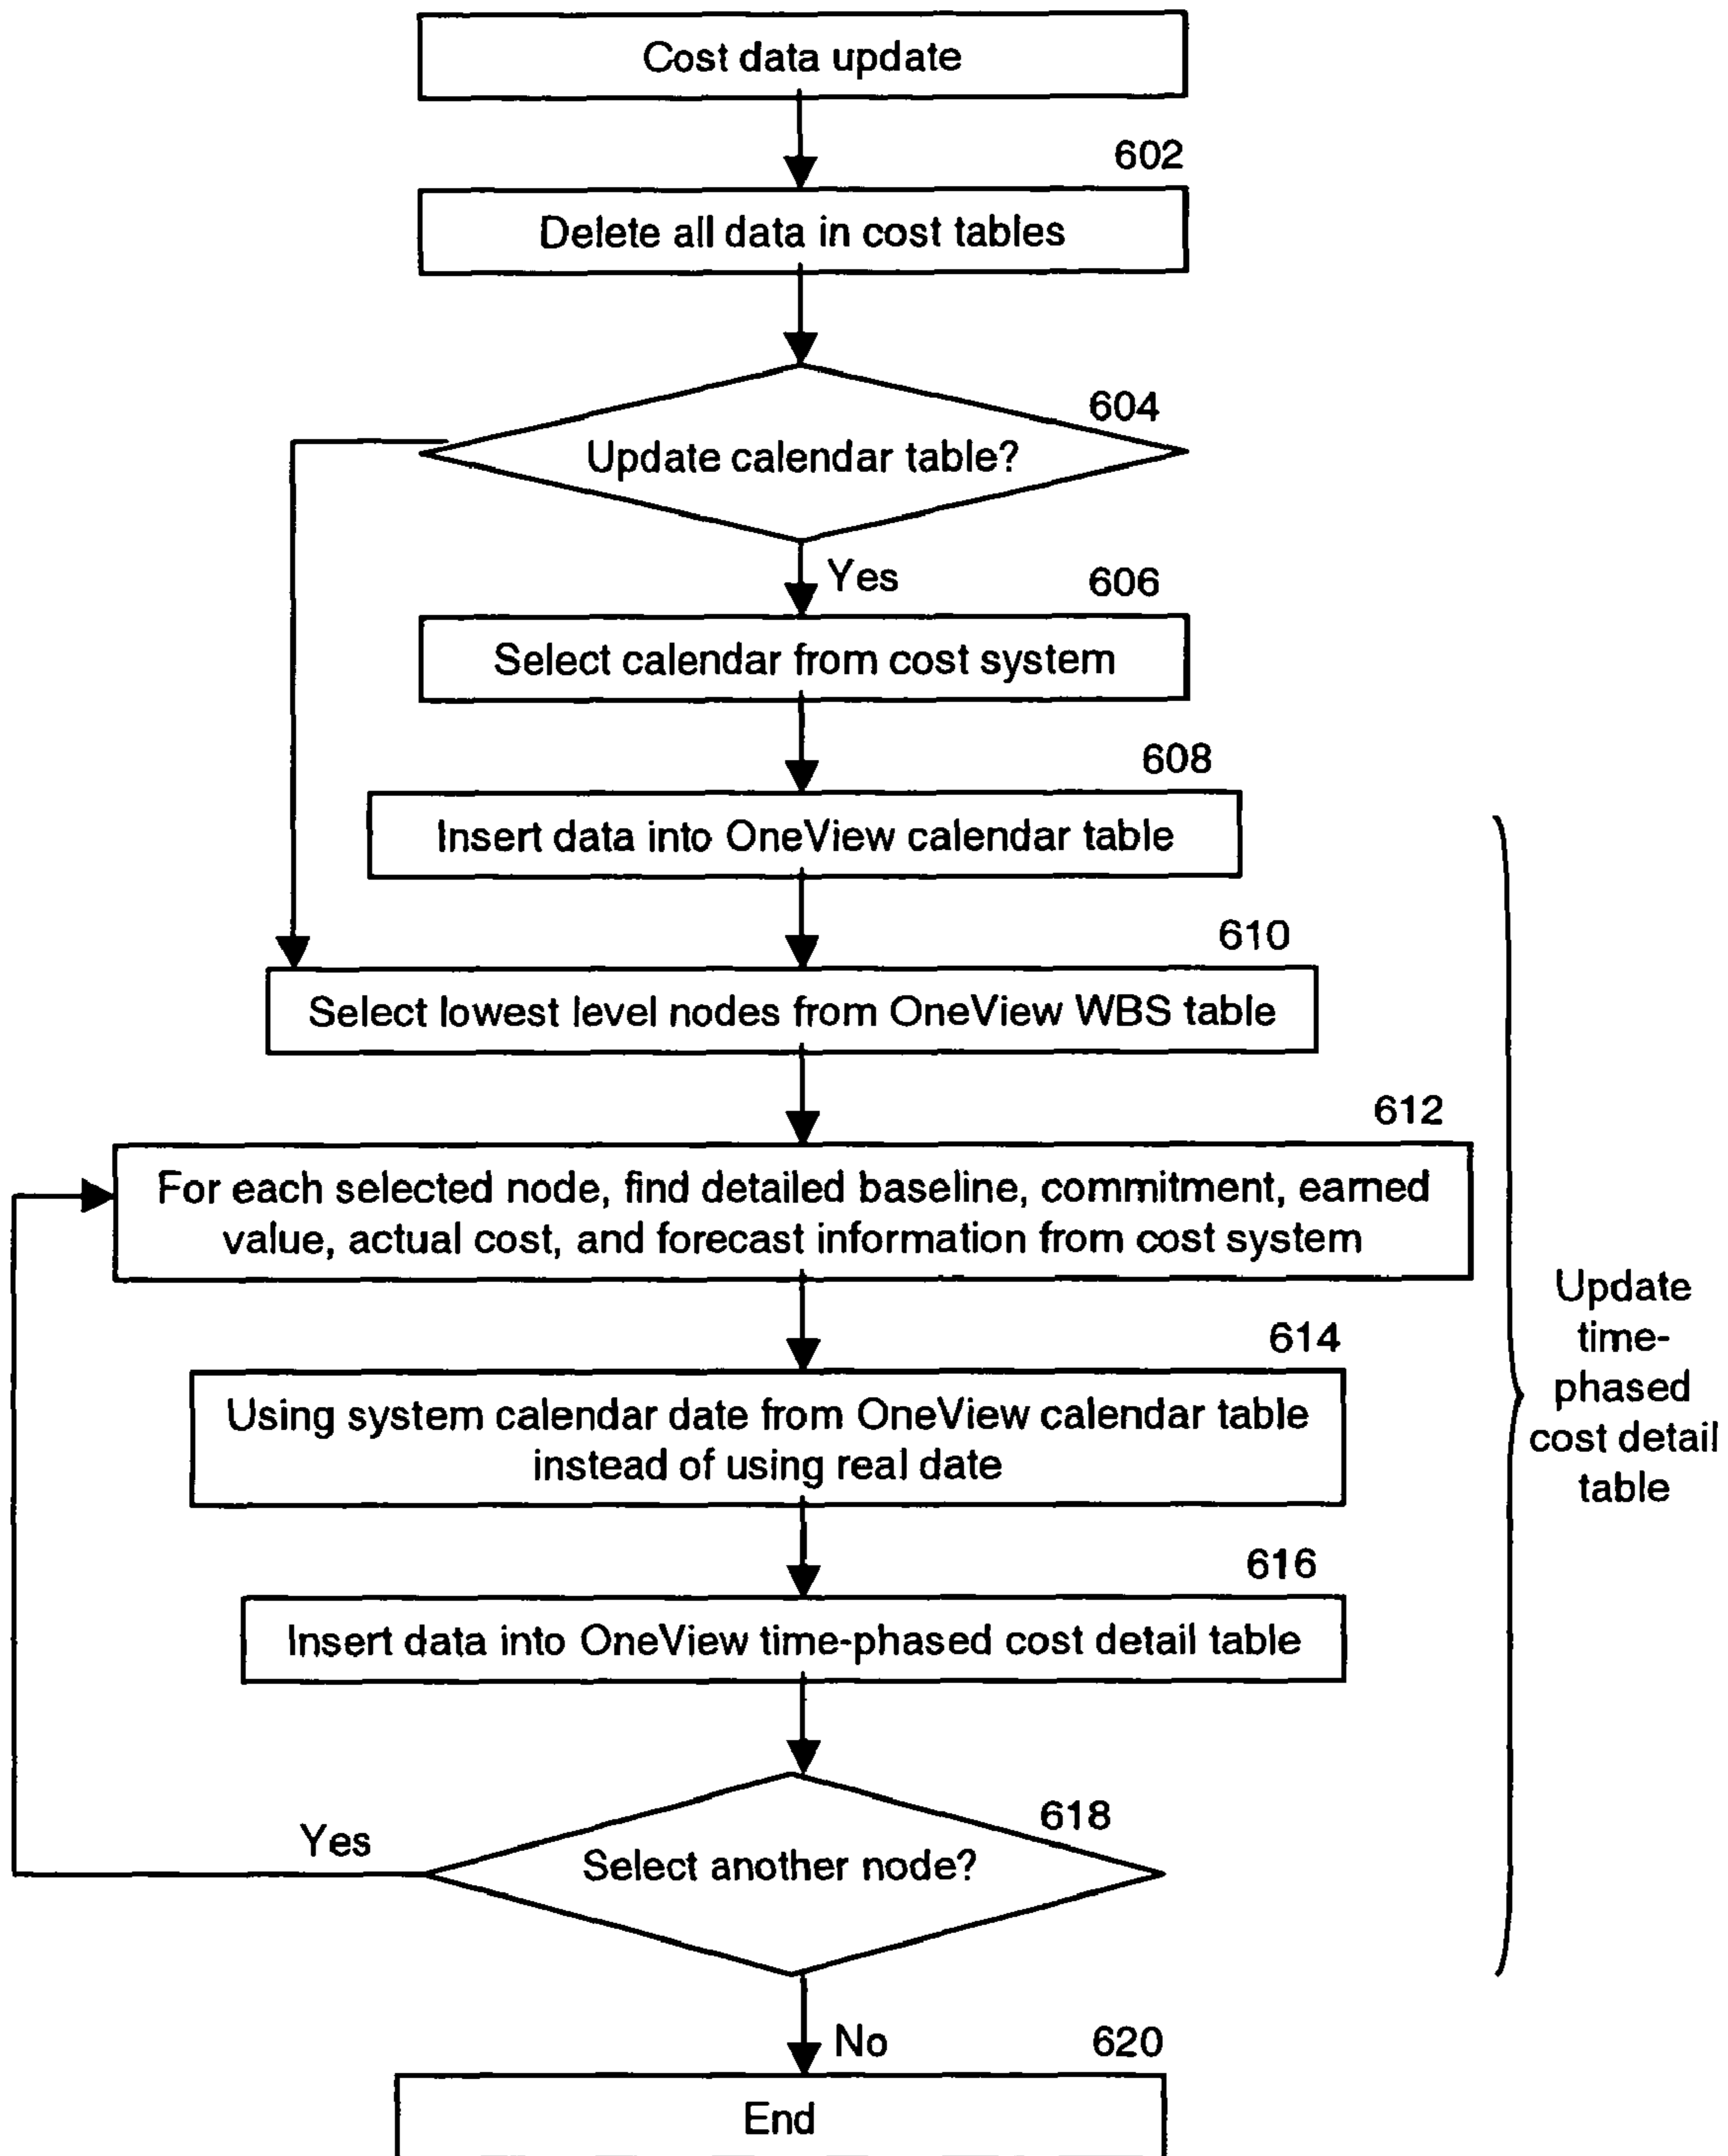 Cost data update
602
Delete all data in cost tables
604
Update calendar table?
Yes
606
Select calendar from cost system
608
Insert data into OneView calendar table
610
Select lowest level nodes from OneView WBS table
612
For each selected node, find detailed baseline, commitment, earned
value, actual cost, and forecast information from cost system
614
Using system calendar date from OneView calendar table
instead of using real date
616
Insert data into OneView time-phased cost detail table
618
Select another node?
Yes
No
620
End
Update
time-
phased
cost detail
table